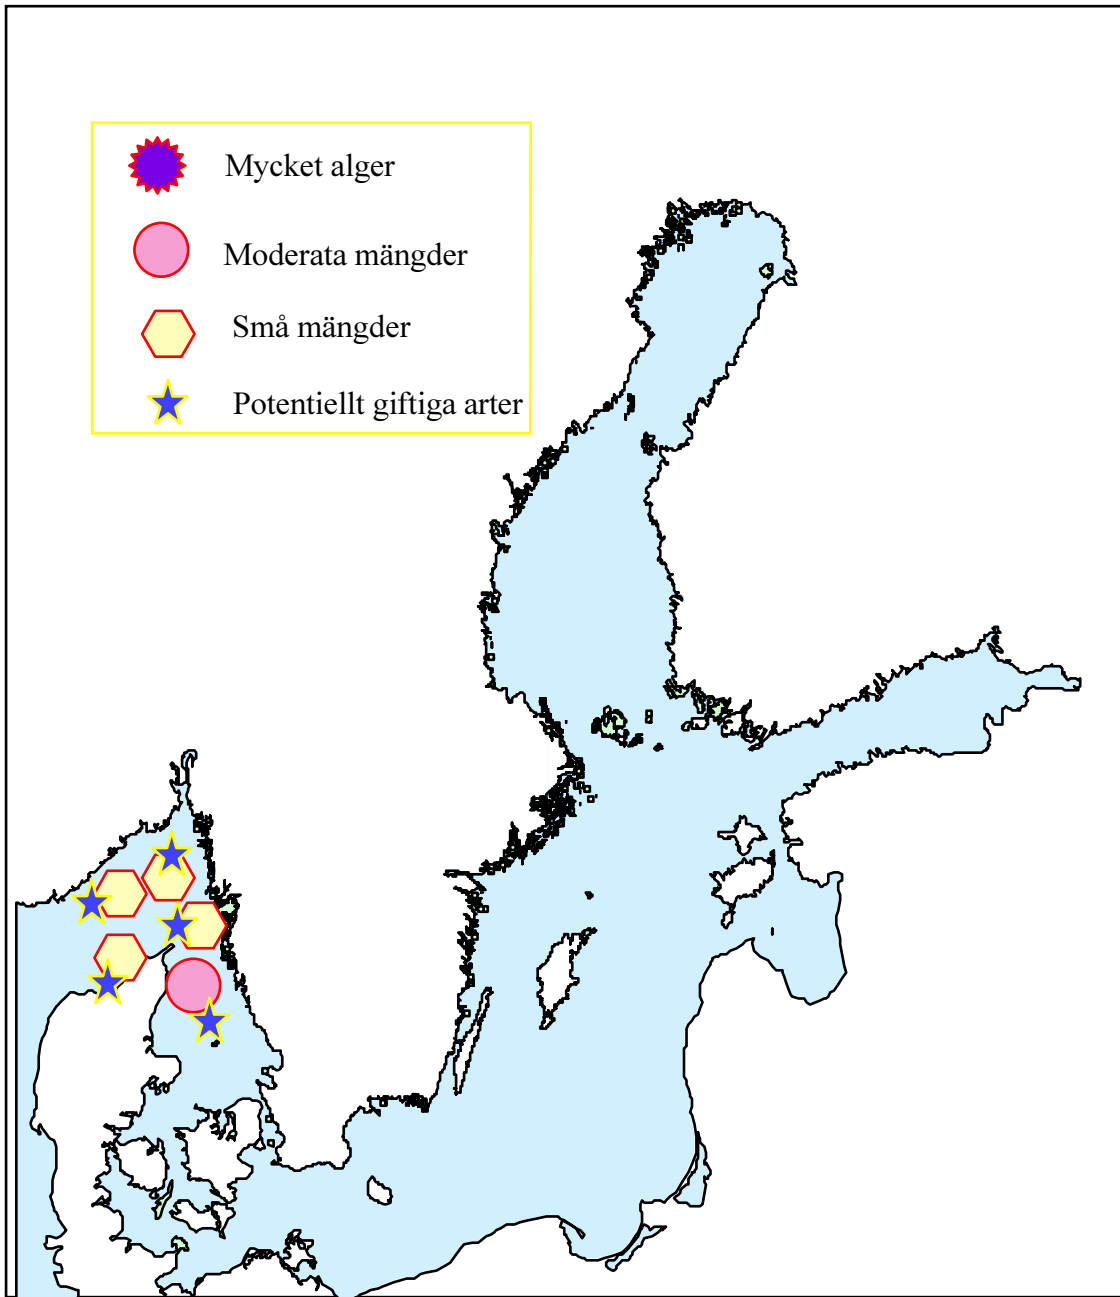 Mycket alger
Moderata mängder
Små mängder
Potentiellt giftiga arter